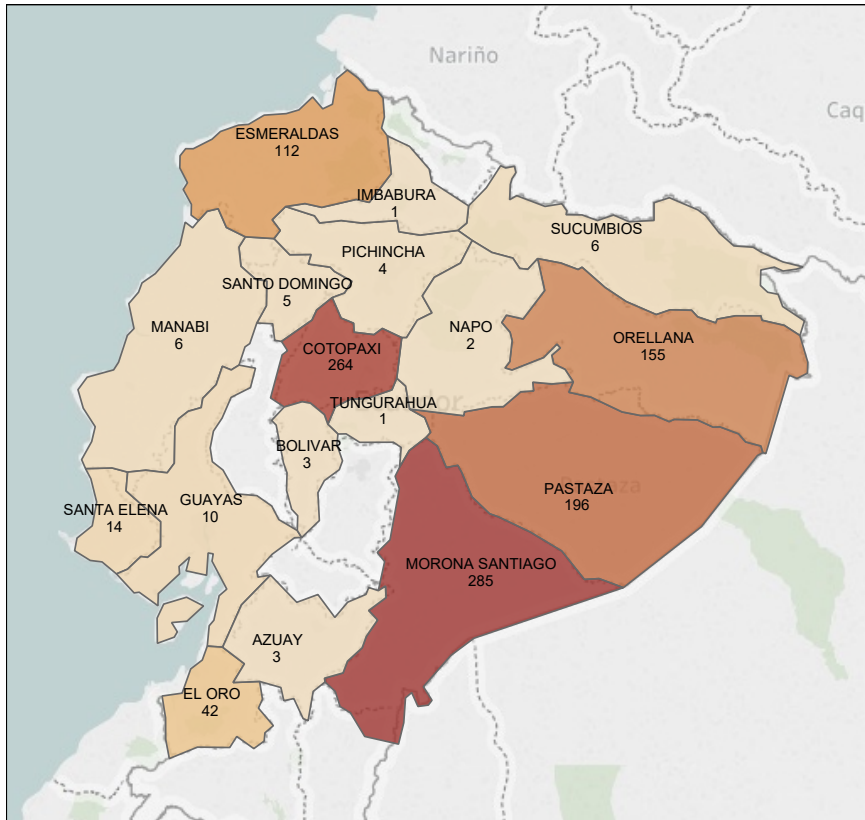 Nariño
Caq
ESMERALDAS
112
IMBABURA
1
SUCUMBIOS
6
PICHINCHA
4
SANTO DOMINGO
5
MANABI
6
NAPO
2
ORELLANA
155
COTOPAXI
264
TUNGURAHUA
1
BOLIVAR
3
PASTAZA
196
GUAYAS
10
SANTA ELENA
14
MORONA SANTIAGO
285
AZUAY
3
EL ORO
42